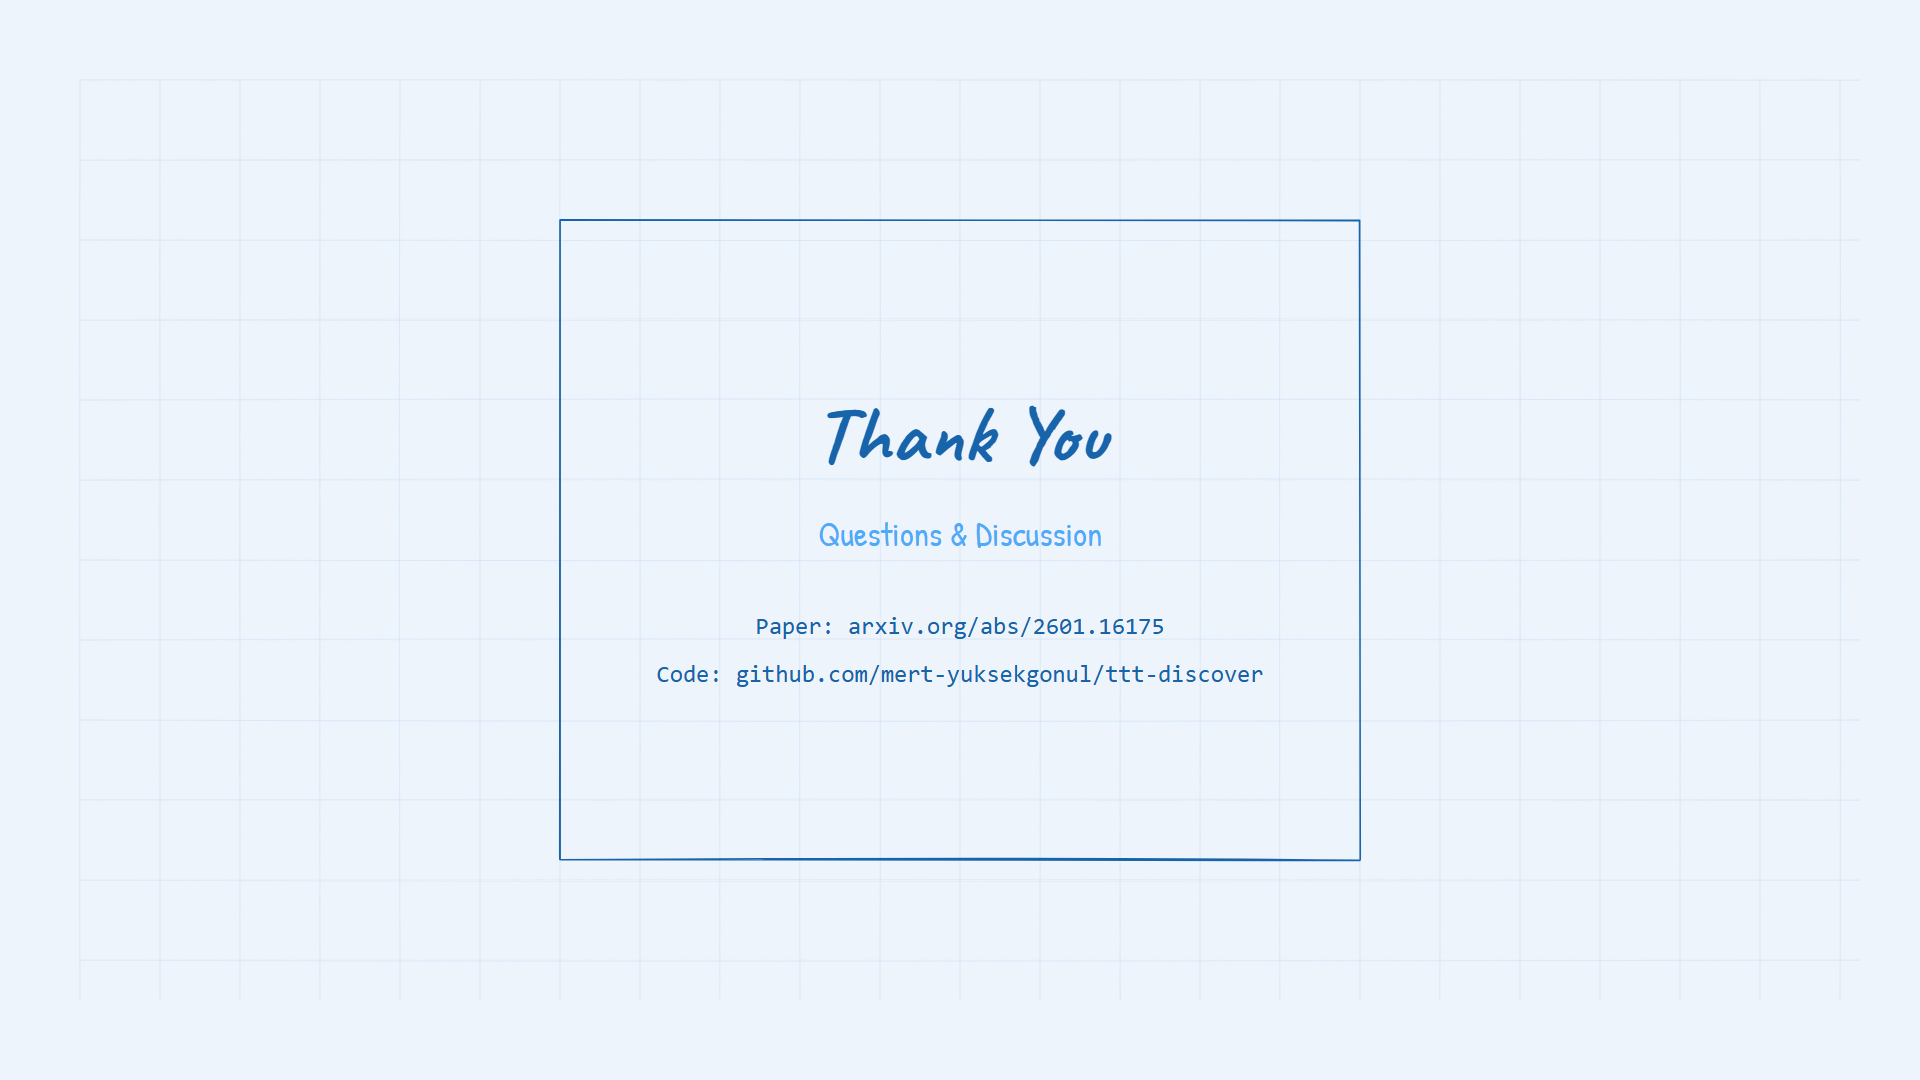 Thank You
Questions & Discussion
Paper: arxiv.org/abs/2601.16175
Code: github.com/mert-yuksekgonul/ttt-discover